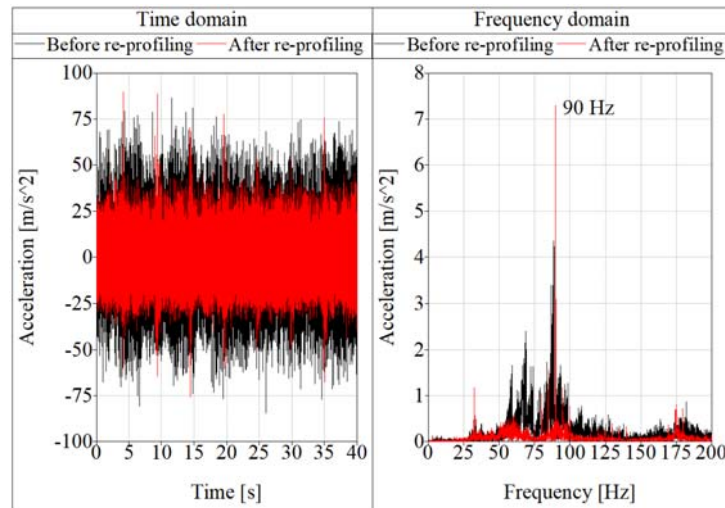 Time domain
Before re-profiling After re-profiling
100
75
50
25
0
-25
-50
-75
-100
Acceleration [m/s^2]
0 5 10 15 20 25 30 35 40
Time [s]
Frequency domain
Before re-profiling After re-profiling
8
7
6
5
4
3
2
1
0
Acceleration [m/s^2]
90 Hz
0 25 50 75 100 125 150 175 200
Frequency [Hz]